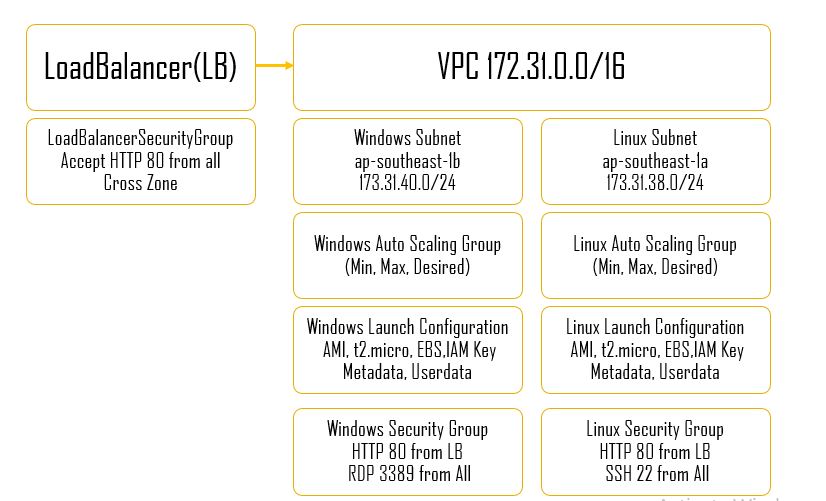 LoadBalancer(LB)
VPC 172.31.0.0/16
LoadBalancerSecurityGroup
Accept HTTP 80 from all
Cross Zone
Windows Subnet
ap-southeast-1b
173.31.40.0/24
Linux Subnet
ap-southeast-1a
173.31.38.0/24
Windows Auto Scaling Group
(Min, Max, Desired)
Linux Auto Scaling Group
(Min, Max, Desired)
Windows Launch Configuration
AMI, t2.micro, EBS,IAM Key
Metadata, Userdata
Linux Launch Configuration
AMI, t2.micro, EBS,IAM Key
Metadata, Userdata
Windows Security Group
HTTP 80 from LB
RDP 3389 from All
Linux Security Group
HTTP 80 from LB
SSH 22 from All